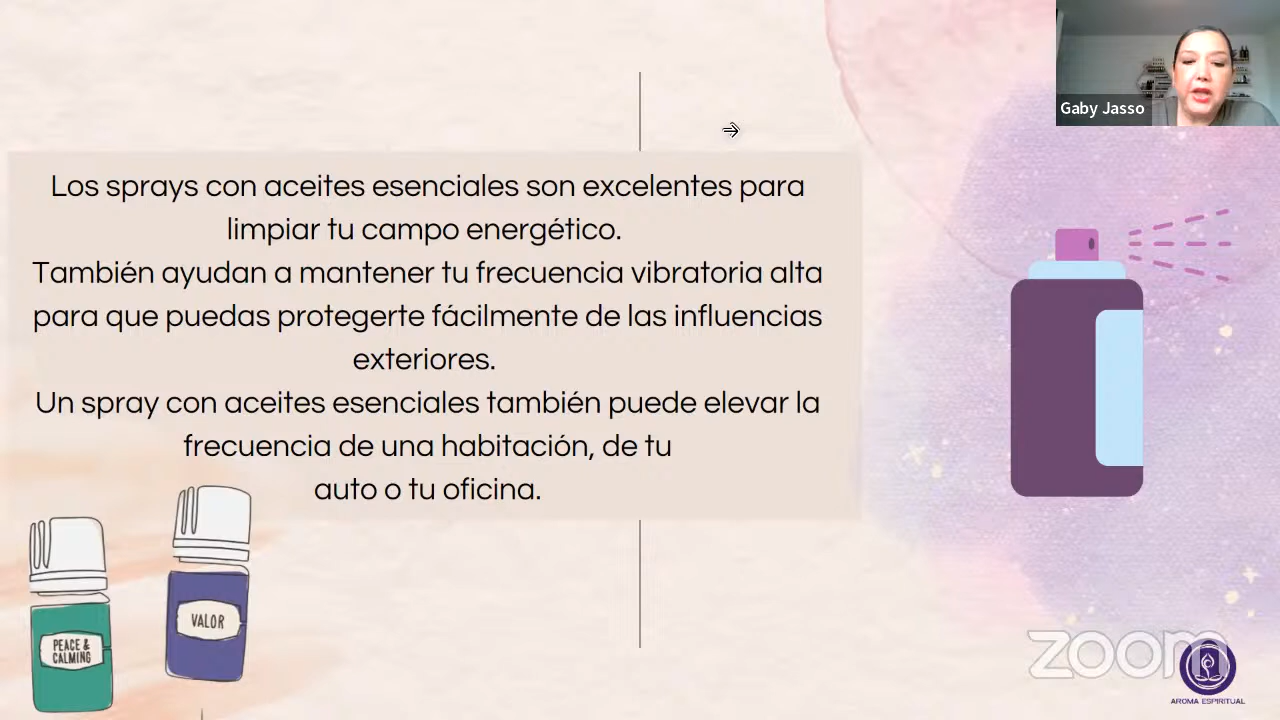 Gaby Jasso
Los sprays con aceites esenciales son excelentes para
limpiar tu campo energético.
También ayudan a mantener tu frecuencia vibratoria alta
para que puedas protegerte fácilmente de las influencias
exteriores.
Un spray con aceites esenciales también puede elevar la
frecuencia de una habitación, de tu
auto o tu oficina.
VALOR
PEACE &
CALMING
zoom
AROMA ESPIRITUAL